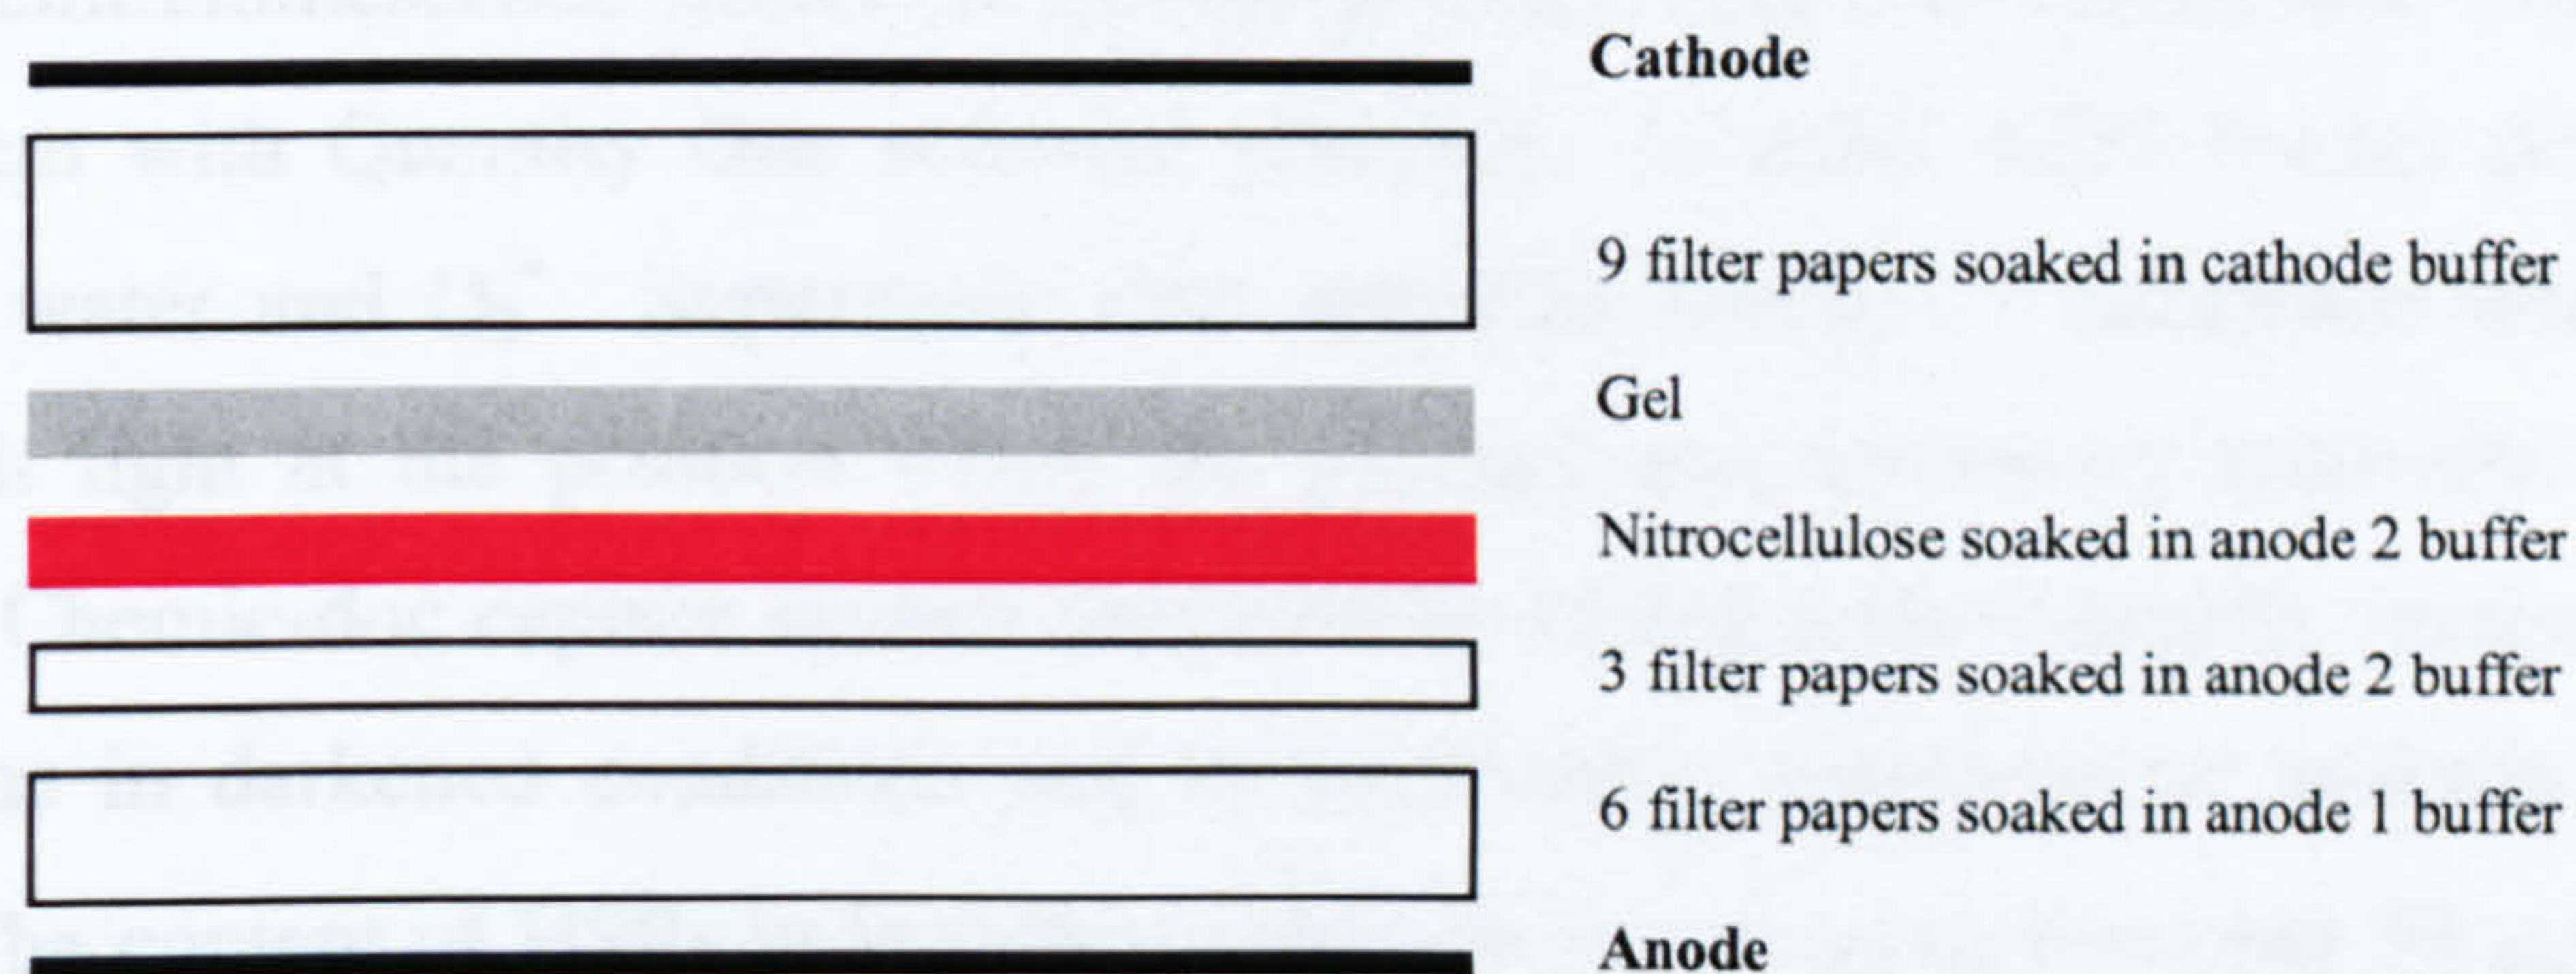 Cathode
9 filter papers soaked in cathode buffer
Gel
Nitrocellulose soaked in anode 2 buffer
3 filter papers soaked in anode 2 buffer
6 filter papers soaked in anode 1 buffer
Anode